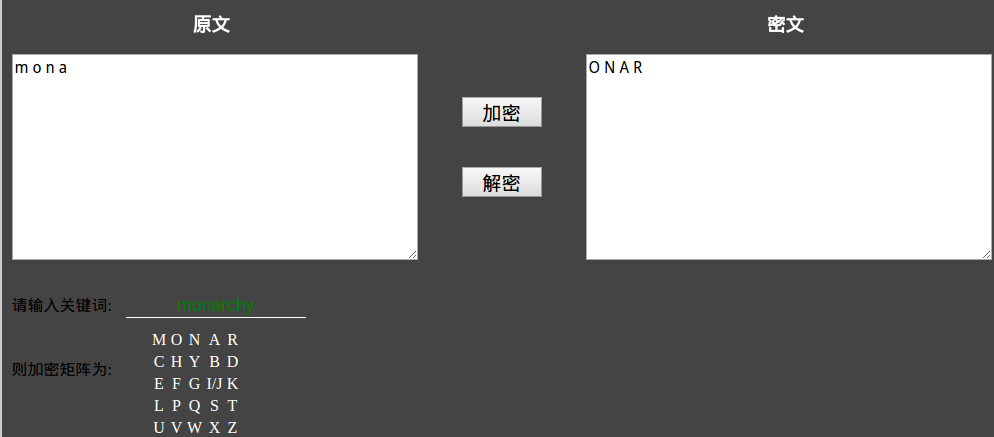 原文
密文
m o n a
O N A R
加密
解密
请输入关键词:
monarchy
则加密矩阵为:
M O N A R
C H Y B D
E F G I/J K
L P Q S T
U V W X Z